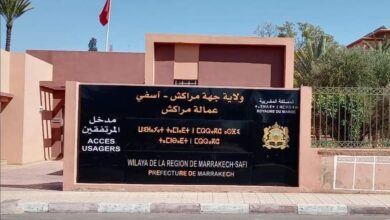 ولاية جهة مراكش - آسفي
عمالة مراكش
المملكة المغربية
ROYAUME DU MAROC
مدخل
المرتفقين
ACCES
USAGERS
WILAYA DE LA REGION DE MARRAKECH-SAFI
PREFECTURE DE MARRAKECH